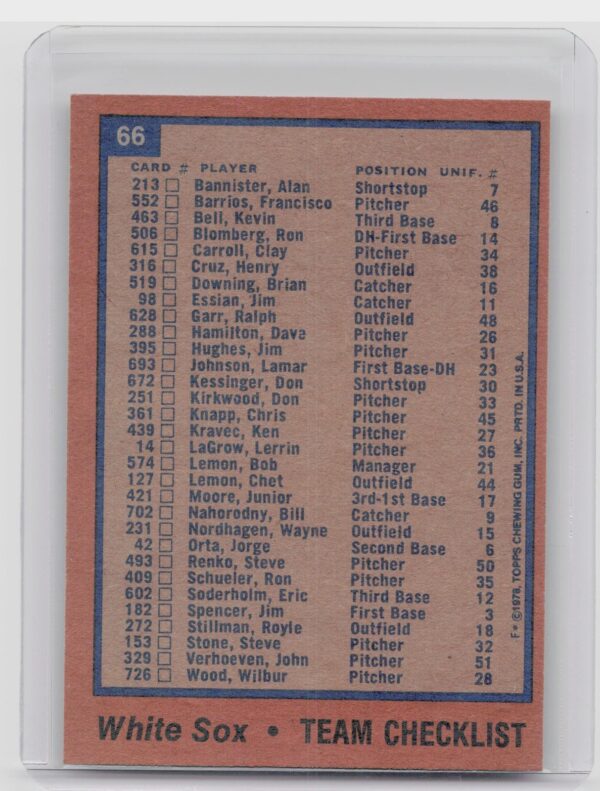 66
CARD # PLAYER POSITION UNIF. #
213 Bannister, Alan Shortstop 7
552 Barrios, Francisco Pitcher 46
463 Bell, Kevin Third Base 8
506 Blomberg, Ron DH-First Base 14
615 Carroll, Clay Pitcher 34
316 Cruz, Henry Outfield 38
519 Downing, Brian Catcher 16
98 Essian, Jim Catcher 11
628 Garr, Ralph Outfield 48
288 Hamilton, Dave Pitcher 26
395 Hughes, Jim Pitcher 31
693 Johnson, Lamar First Base-DH 23
672 Kessinger, Don Shortstop 30
251 Kirkwood, Don Pitcher 33
361 Knapp, Chris Pitcher 45
439 Kravec, Ken Pitcher 27
14 LaGrow, Lerrin Pitcher 36
574 Lemon, Bob Manager 21
127 Lemon, Chet Outfield 44
421 Moore, Junior 3rd-1st Base 17
702 Nahorodny, Bill Catcher 9
231 Nordhagen, Wayne Outfield 15
42 Orta, Jorge Second Base 6
493 Renko, Steve Pitcher 50
409 Schueler, Ron Pitcher 35
602 Soderholm, Eric Third Base 12
182 Spencer, Jim First Base 3
272 Stillman, Royle Outfield 18
153 Stone, Steve Pitcher 32
329 Verhoeven, John Pitcher 51
726 Wood, Wilbur Pitcher 28
F* ©1978, TOPPS CHEWING GUM, INC. PRTD. IN U.S.A.
White Sox • TEAM CHECKLIST